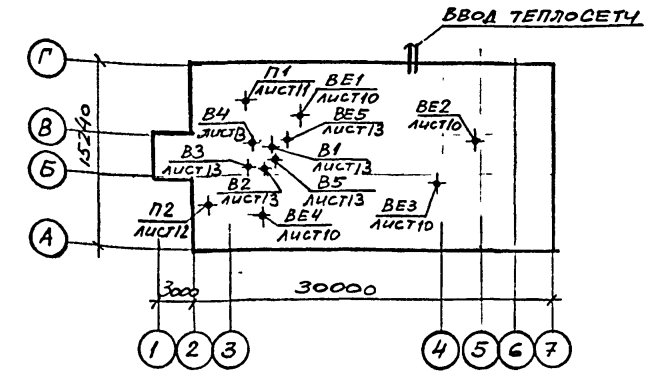 ВВОД ТЕПЛОСЕТИ
Г
П1
ЛИСТ11
ВЕ1
ЛИСТ10
В4
ЛИСТ13
ВЕ5
ЛИСТ13
ВЕ2
ЛИСТ10
В
15240
В3
ЛИСТ13
В1
ЛИСТ13
Б
В2
ЛИСТ13
В5
ЛИСТ13
П2
ЛИСТ12
ВЕ4
ЛИСТ10
ВЕ3
ЛИСТ10
А
3000
30000
1 2 3 4 5 6 7